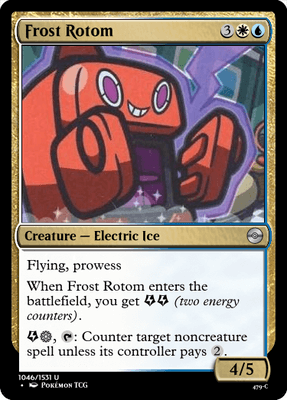 Frost Rotom 3
Creature — Electric Ice
Flying, prowess
When Frost Rotom enters the
battlefield, you get (two energy
counters).
, : Counter target noncreature
spell unless its controller pays 2.
4/5
1046/1531 U
• Pokémon TCG
479-C